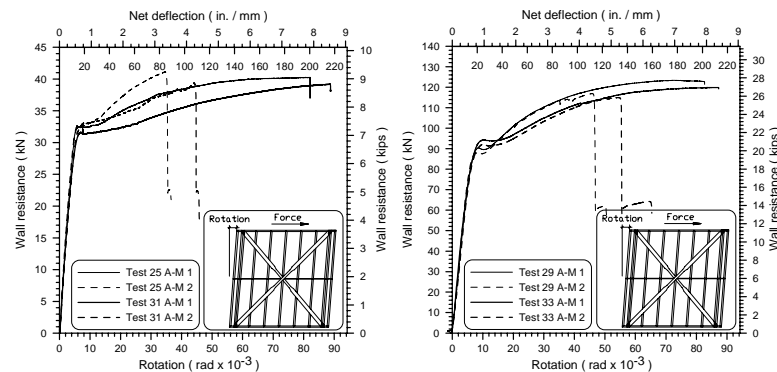 Net deflection ( in. / mm )
0 1 2 3 4 5 6 7 8 9
20 40 60 80 100 120 140 160 180 200 220
45
40
35
30
25
20
15
10
5
0
Wall resistance ( kN )
10
9
8
7
6
5
4
3
2
1
0
Wall resistance ( kips )
Rotation
Force
Test 25 A-M 1
Test 25 A-M 2
Test 31 A-M 1
Test 31 A-M 2
0 10 20 30 40 50 60 70 80 90
Rotation ( rad x 10-3 )
Net deflection ( in. / mm )
0 1 2 3 4 5 6 7 8 9
20 40 60 80 100 120 140 160 180 200 220
140
130
120
110
100
90
80
70
60
50
40
30
20
10
0
Wall resistance ( kN )
30
28
26
24
22
20
18
16
14
12
10
8
6
4
2
0
Wall resistance ( kips )
Rotation
Force
Test 29 A-M 1
Test 29 A-M 2
Test 33 A-M 1
Test 33 A-M 2
0 10 20 30 40 50 60 70 80 90
Rotation ( rad x 10-3 )